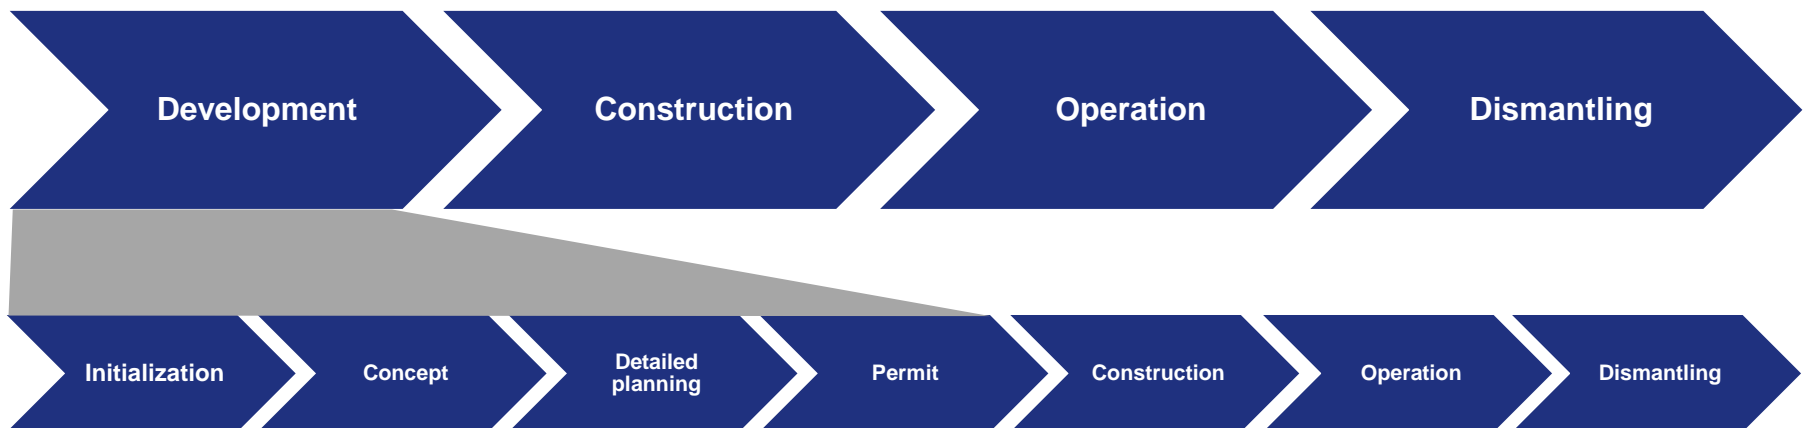 Development
Construction
Operation
Dismantling
Initialization
Concept
Detailed
planning
Permit
Construction
Operation
Dismantling